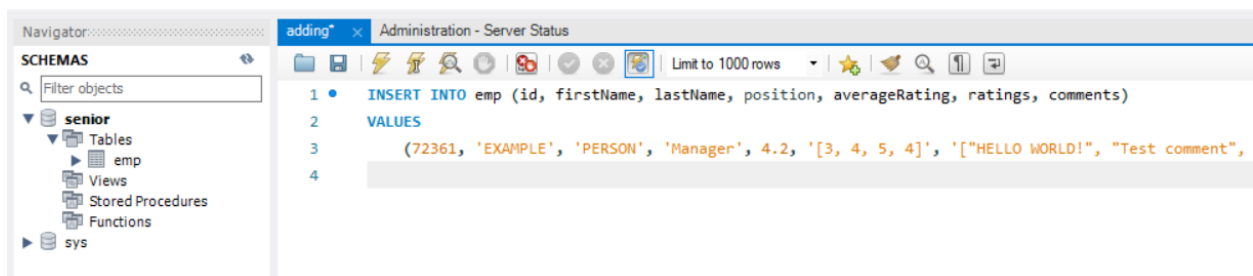 Navigator
SCHEMAS
Filter objects
senior
Tables
emp
Views
Stored Procedures
Functions
sys
adding* Administration - Server Status
Limit to 1000 rows
1 INSERT INTO emp (id, firstName, lastName, position, averageRating, ratings, comments)
2 VALUES
3 (72361, 'EXAMPLE', 'PERSON', 'Manager', 4.2, '[3, 4, 5, 4]', '["HELLO WORLD!", "Test comment",
4